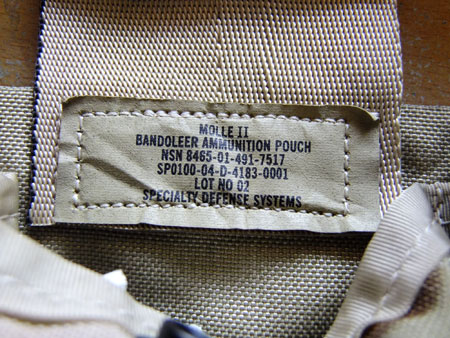 MOLLE II
BANDOLEER AMMUNITION POUCH
NSN 8465-01-491-7517
SP0100-04-D-4183-0001
LOT NO 02
SPECIALTY DEFENSE SYSTEMS